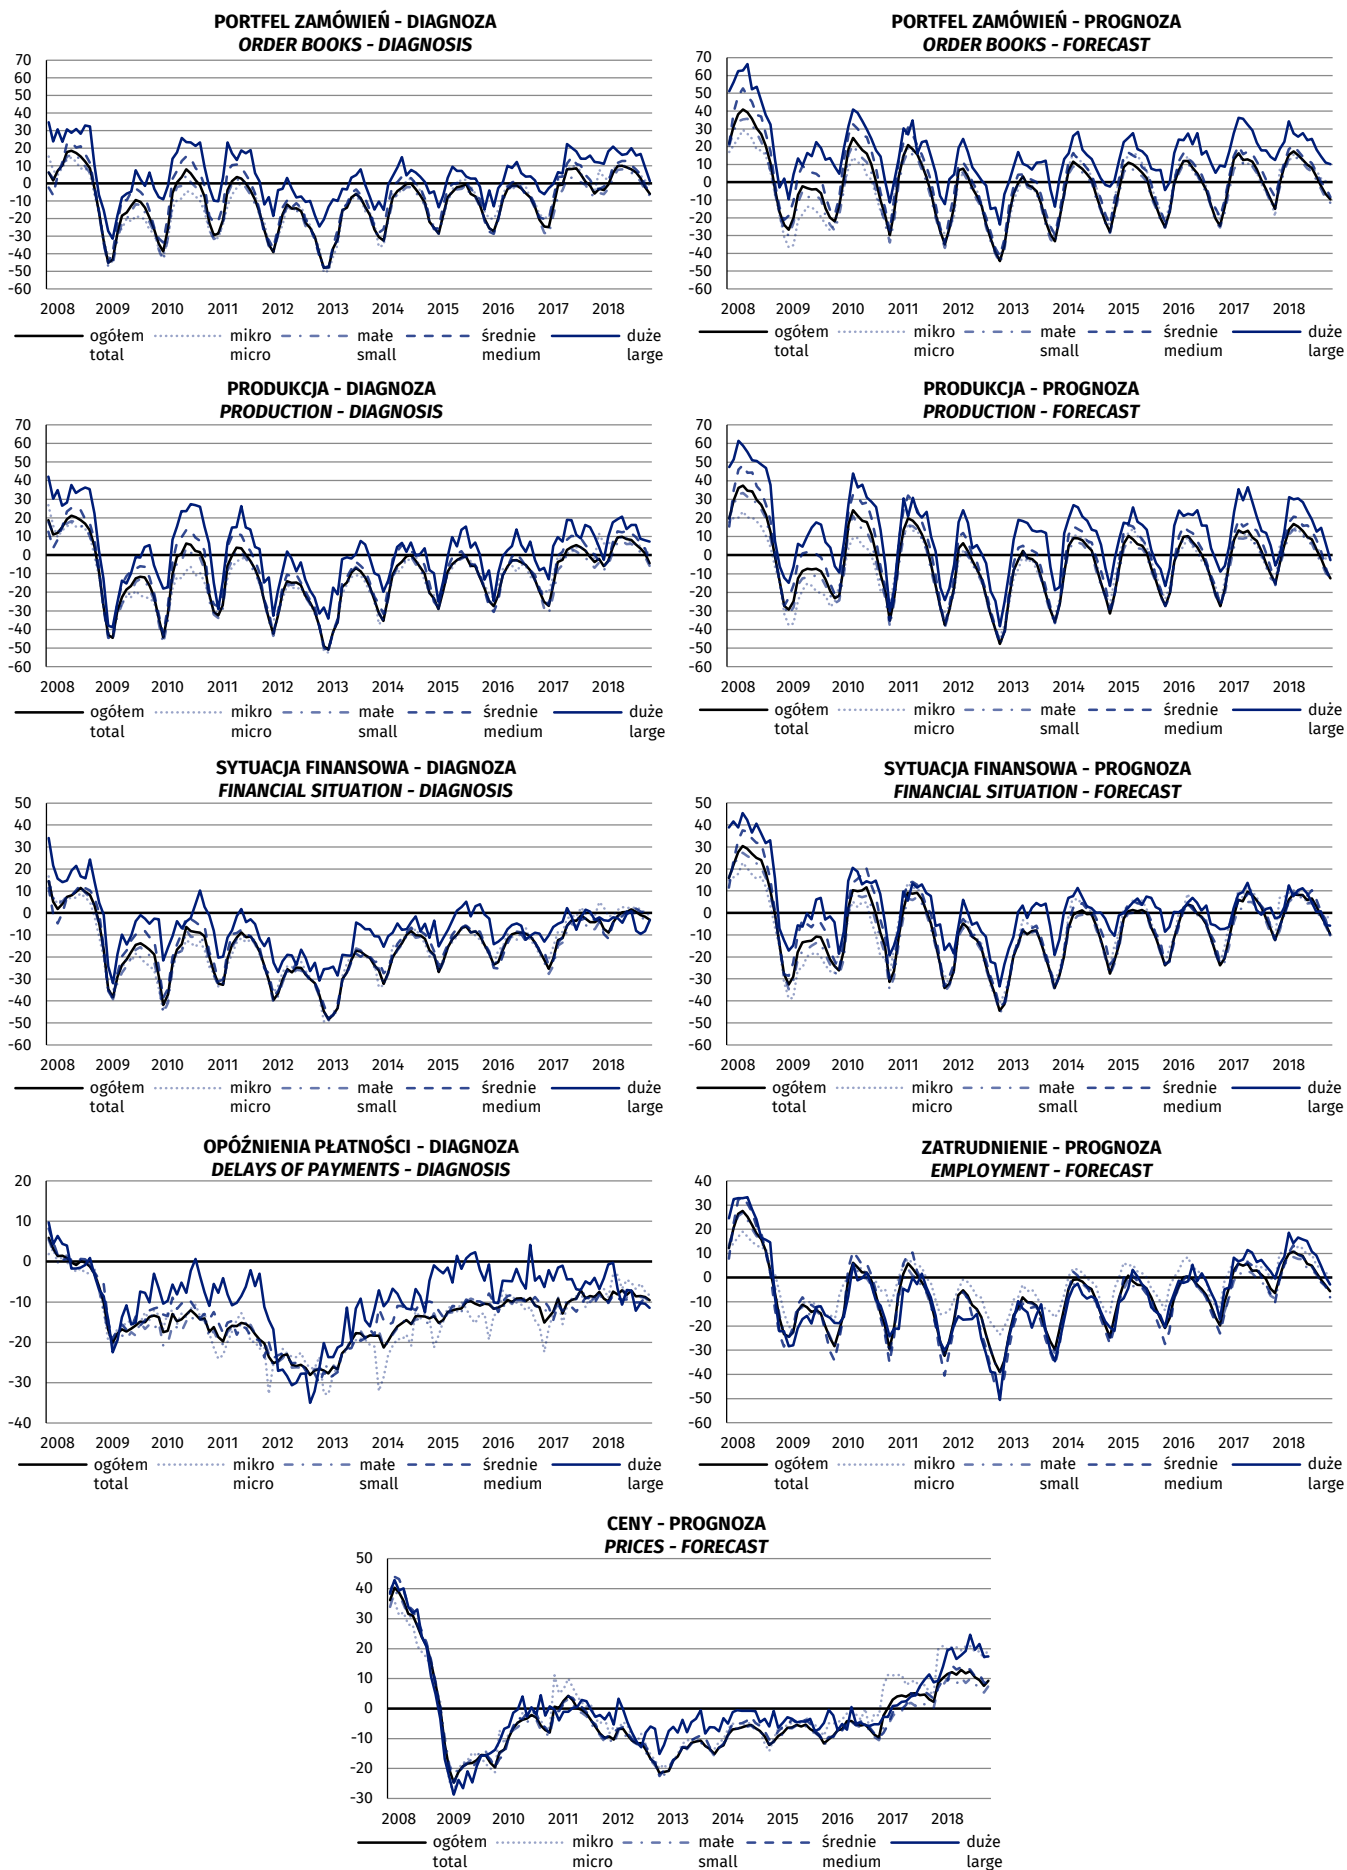 PORTFEL ZAMÓWIEŃ - DIAGNOZA
ORDER BOOKS - DIAGNOSIS
70
60
50
40
30
20
10
0
-10
-20
-30
-40
-50
-60
2008 2009 2010 2011 2012 2013 2014 2015 2016 2017 2018
ogółem mikro małe średnie duże
total micro small medium large
PORTFEL ZAMÓWIEŃ - PROGNOZA
ORDER BOOKS - FORECAST
70
60
50
40
30
20
10
0
-10
-20
-30
-40
-50
-60
2008 2009 2010 2011 2012 2013 2014 2015 2016 2017 2018
ogółem mikro małe średnie duże
total micro small medium large
PRODUKCJA - DIAGNOZA
PRODUCTION - DIAGNOSIS
70
60
50
40
30
20
10
0
-10
-20
-30
-40
-50
-60
2008 2009 2010 2011 2012 2013 2014 2015 2016 2017 2018
ogółem mikro małe średnie duże
total micro small medium large
PRODUKCJA - PROGNOZA
PRODUCTION - FORECAST
70
60
50
40
30
20
10
0
-10
-20
-30
-40
-50
-60
2008 2009 2010 2011 2012 2013 2014 2015 2016 2017 2018
ogółem mikro małe średnie duże
total micro small medium large
SYTUACJA FINANSOWA - DIAGNOZA
FINANCIAL SITUATION - DIAGNOSIS
50
40
30
20
10
0
-10
-20
-30
-40
-50
-60
2008 2009 2010 2011 2012 2013 2014 2015 2016 2017 2018
ogółem mikro małe średnie duże
total micro small medium large
SYTUACJA FINANSOWA - PROGNOZA
FINANCIAL SITUATION - FORECAST
50
40
30
20
10
0
-10
-20
-30
-40
-50
-60
2008 2009 2010 2011 2012 2013 2014 2015 2016 2017 2018
ogółem mikro małe średnie duże
total micro small medium large
OPÓŹNIENIA PŁATNOŚCI - DIAGNOZA
DELAYS OF PAYMENTS - DIAGNOSIS
20
10
0
-10
-20
-30
-40
2008 2009 2010 2011 2012 2013 2014 2015 2016 2017 2018
ogółem mikro małe średnie duże
total micro small medium large
ZATRUDNIENIE - PROGNOZA
EMPLOYMENT - FORECAST
40
30
20
10
0
-10
-20
-30
-40
-50
-60
2008 2009 2010 2011 2012 2013 2014 2015 2016 2017 2018
ogółem mikro małe średnie duże
total micro small medium large
CENY - PROGNOZA
PRICES - FORECAST
50
40
30
20
10
0
-10
-20
-30
2008 2009 2010 2011 2012 2013 2014 2015 2016 2017 2018
ogółem mikro małe średnie duże
total micro small medium large